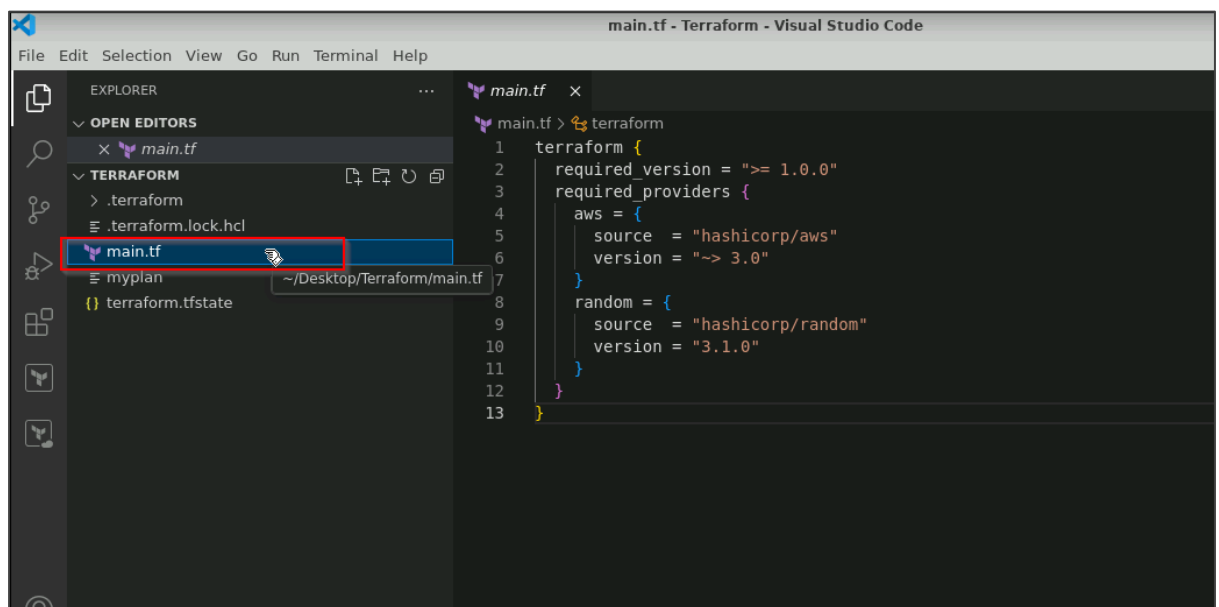 main.tf - Terraform - Visual Studio Code
File Edit Selection View Go Run Terminal Help
EXPLORER
OPEN EDITORS
main.tf
TERRAFORM
.terraform
.terraform.lock.hcl
main.tf
myplan
~/Desktop/Terraform/main.tf
{} terraform.tfstate
main.tf
main.tf > terraform
1 terraform {
2 required_version = ">= 1.0.0"
3 required_providers {
4 aws = {
5 source = "hashicorp/aws"
6 version = "~> 3.0"
7 }
8 random = {
9 source = "hashicorp/random"
10 version = "3.1.0"
11 }
12 }
13 }